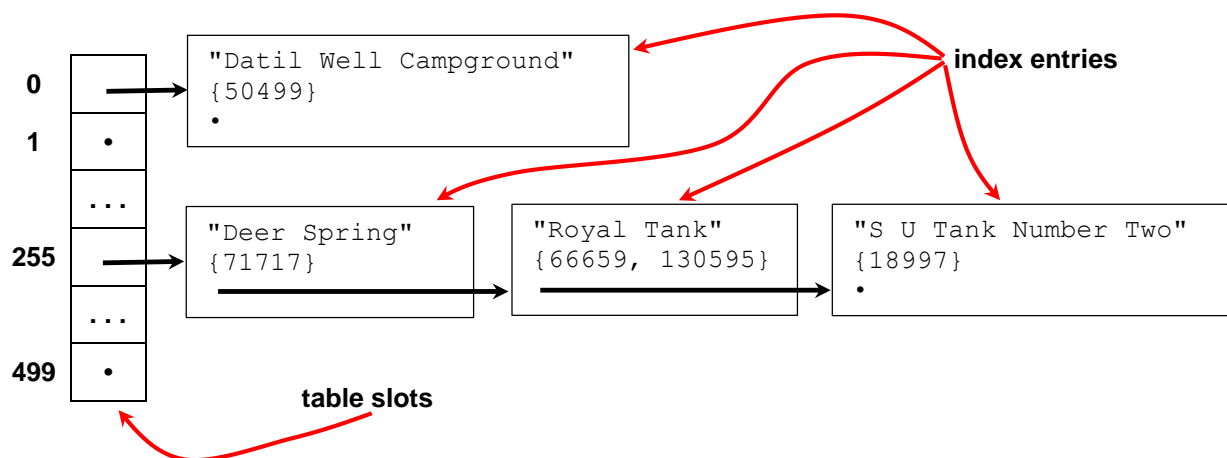 0
"Datil Well Campground"
{50499}
•
index entries
1
•
...
255
"Deer Spring"
{71717}
"Royal Tank"
{66659, 130595}
"S U Tank Number Two"
{18997}
•
...
499
•
table slots